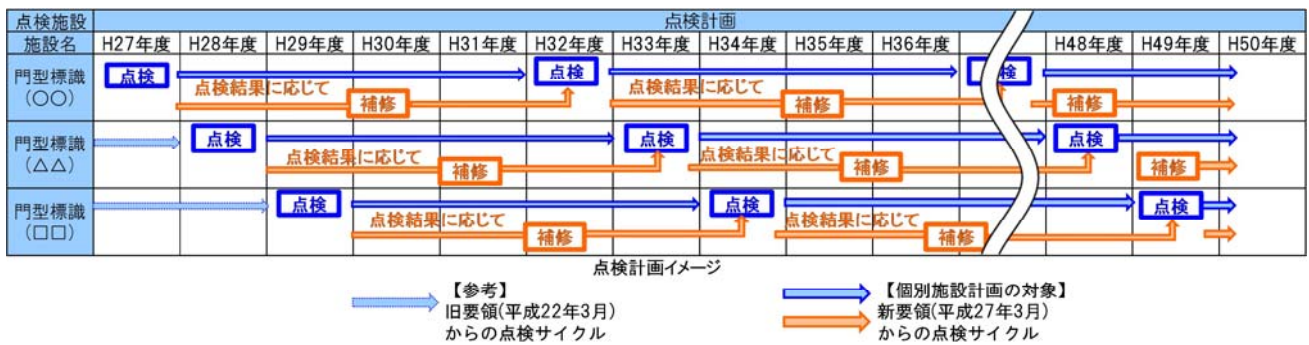 点検施設 点検計画
施設名 H27年度 H28年度 H29年度 H30年度 H31年度 H32年度 H33年度 H34年度 H35年度 H36年度 H48年度 H49年度 H50年度
門型標識
(〇〇)
点検 点検 点検
点検結果に応じて 点検結果に応じて
補修 補修 補修
門型標識
(△△)
点検 点検 点検
点検結果に応じて 点検結果に応じて
補修 補修 補修
門型標識
(□□)
点検 点検 点検
点検結果に応じて 点検結果に応じて
補修 補修
点検計画イメージ
【参考】
旧要領(平成22年3月)
からの点検サイクル
【個別施設計画の対象】
新要領(平成27年3月)
からの点検サイクル